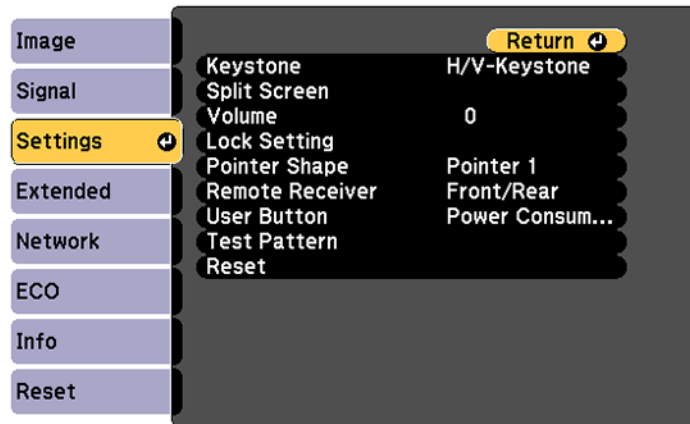 Image
Signal
Settings
Extended
Network
ECO
Info
Reset
Return
Keystone H/V-Keystone
Split Screen
Volume 0
Lock Setting
Pointer Shape Pointer 1
Remote Receiver Front/Rear
User Button Power Consum...
Test Pattern
Reset